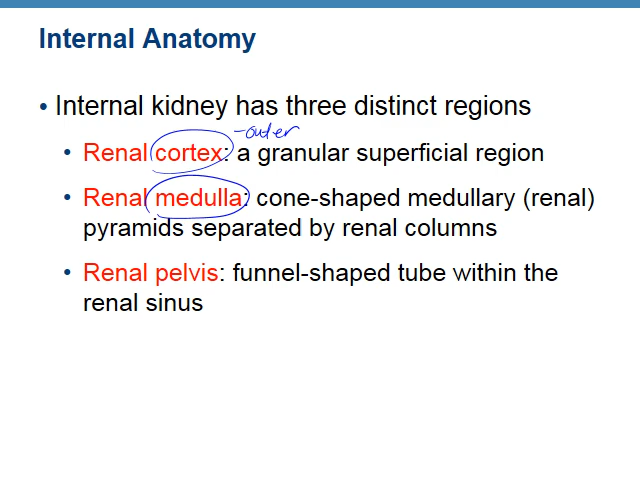 Internal Anatomy
• Internal kidney has three distinct regions
-outer
• Renal cortex: a granular superficial region
• Renal medulla: cone-shaped medullary (renal)
pyramids separated by renal columns
• Renal pelvis: funnel-shaped tube within the
renal sinus